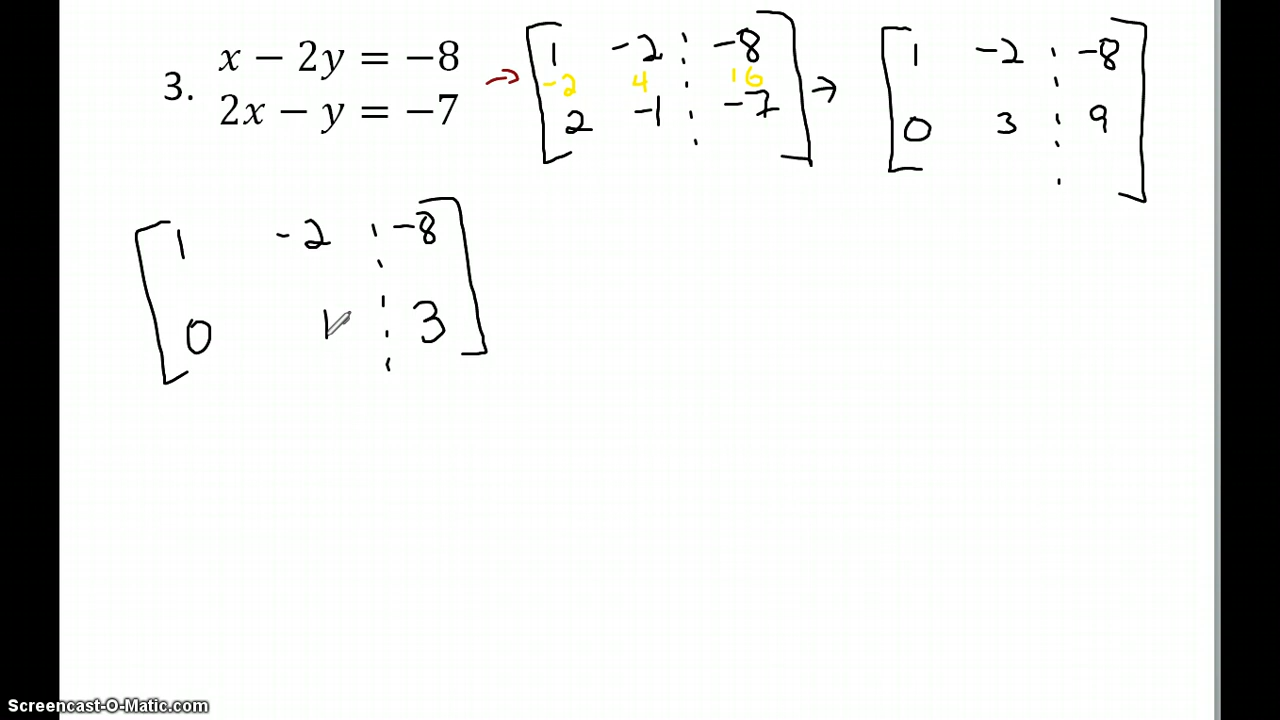 3. x − 2y = −8
2x − y = −7
→ [ 1 -2 ⋮ -8 ]
-2 4 16
[ 2 -1 ⋮ -7 ]
→ [ 1 -2 ⋮ -8 ]
[ 0 3 ⋮ 9 ]
[ 1 -2 ⋮ -8 ]
[ 0 1 ⋮ 3 ]
Screencast-O-Matic.com